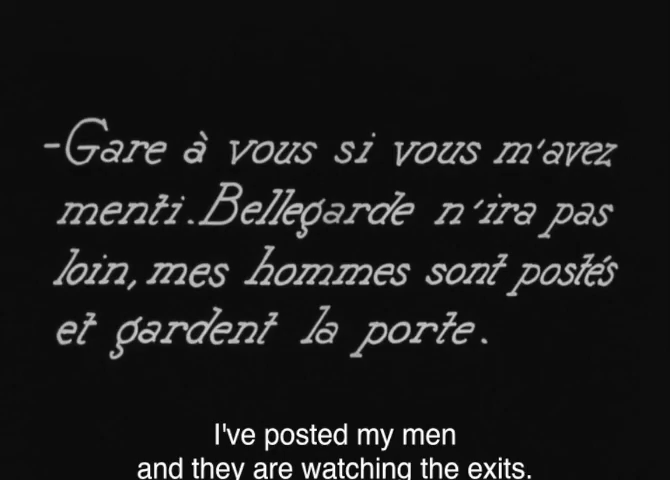 -Gare à vous si vous m'avez
menti. Bellegarde n'ira pas
loin, mes hommes sont postés
et gardent la porte.
I've posted my men
and they are watching the exits.